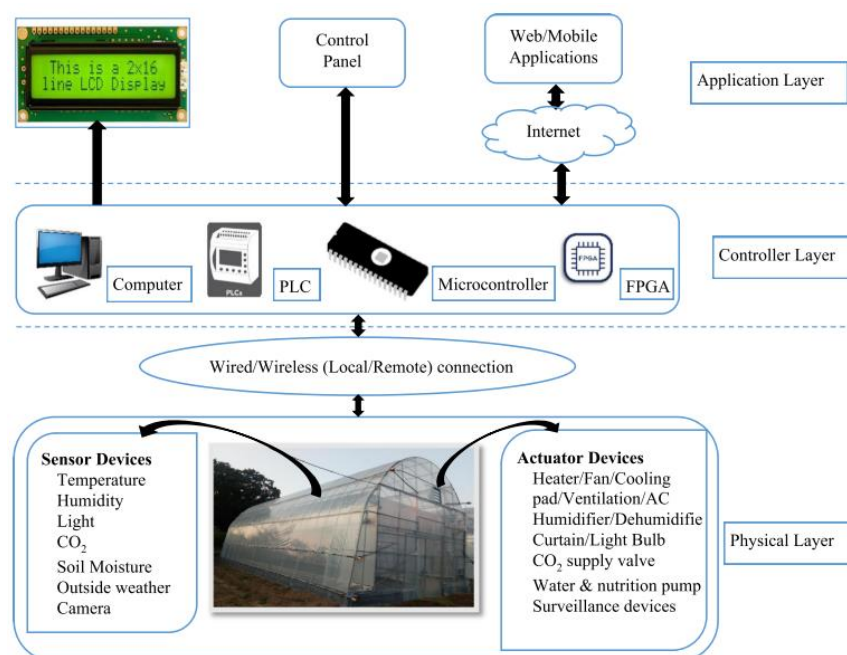 This is a 2x16
line LCD Display
Control
Panel
Web/Mobile
Applications
Application Layer
Internet
Computer
PLCs
PLC
Microcontroller
FPGA
FPGA
Controller Layer
Wired/Wireless (Local/Remote) connection
Sensor Devices
Temperature
Humidity
Light
CO₂
Soil Moisture
Outside weather
Camera
Actuator Devices
Heater/Fan/Cooling
pad/Ventilation/AC
Humidifier/Dehumidifie
Curtain/Light Bulb
CO₂ supply valve
Water & nutrition pump
Surveillance devices
Physical Layer